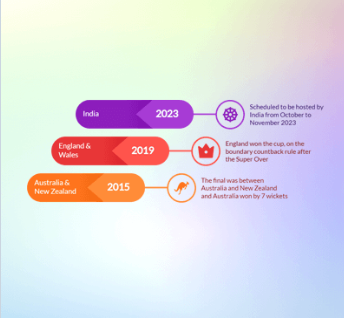 India
2023
Scheduled to be hosted by
India from October to
November 2023
England &
Wales
2019
England won the cup, on the
boundary countback rule after
the Super Over
Australia &
New Zealand
2015
The final was between
Australia and New Zealand
and Australia won by 7 wickets